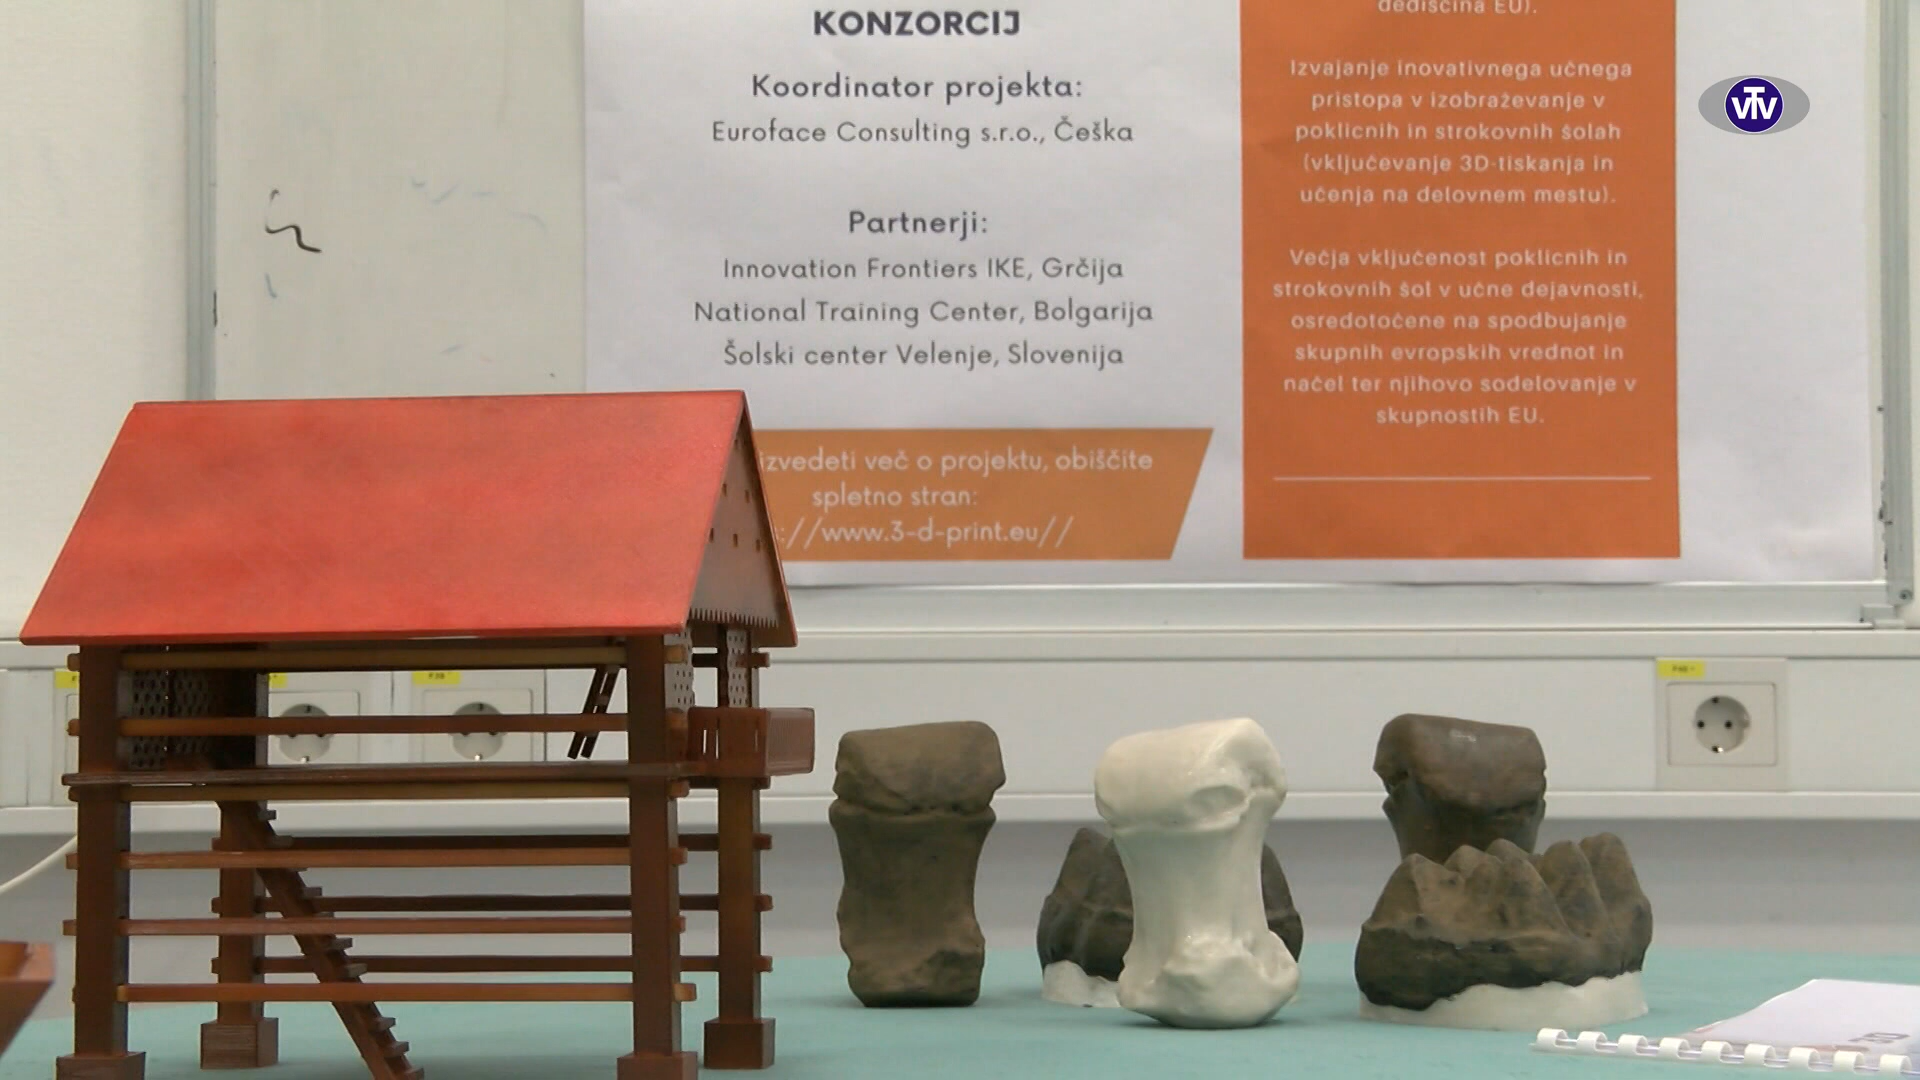 KONZORCIJ
Koordinator projekta:
Euroface Consulting s.r.o., Češka
Partnerji:
Innovation Frontiers IKE, Grčija
National Training Center, Bolgarija
Šolski center Velenje, Slovenija
izvedeti več o projektu, obiščite
spletno stran:
://www.3-d-print.eu//
dediščina EU).
Izvajanje inovativnega učnega
pristopa v izobraževanje v
poklicnih in strokovnih šolah
(vključevanje 3D-tiskanja in
učenja na delovnem mestu).
Večja vključenost poklicnih in
strokovnih šol v učne dejavnosti,
osredotočene na spodbujanje
skupnih evropskih vrednot in
načel ter njihovo sodelovanje v
skupnostih EU.
VTV